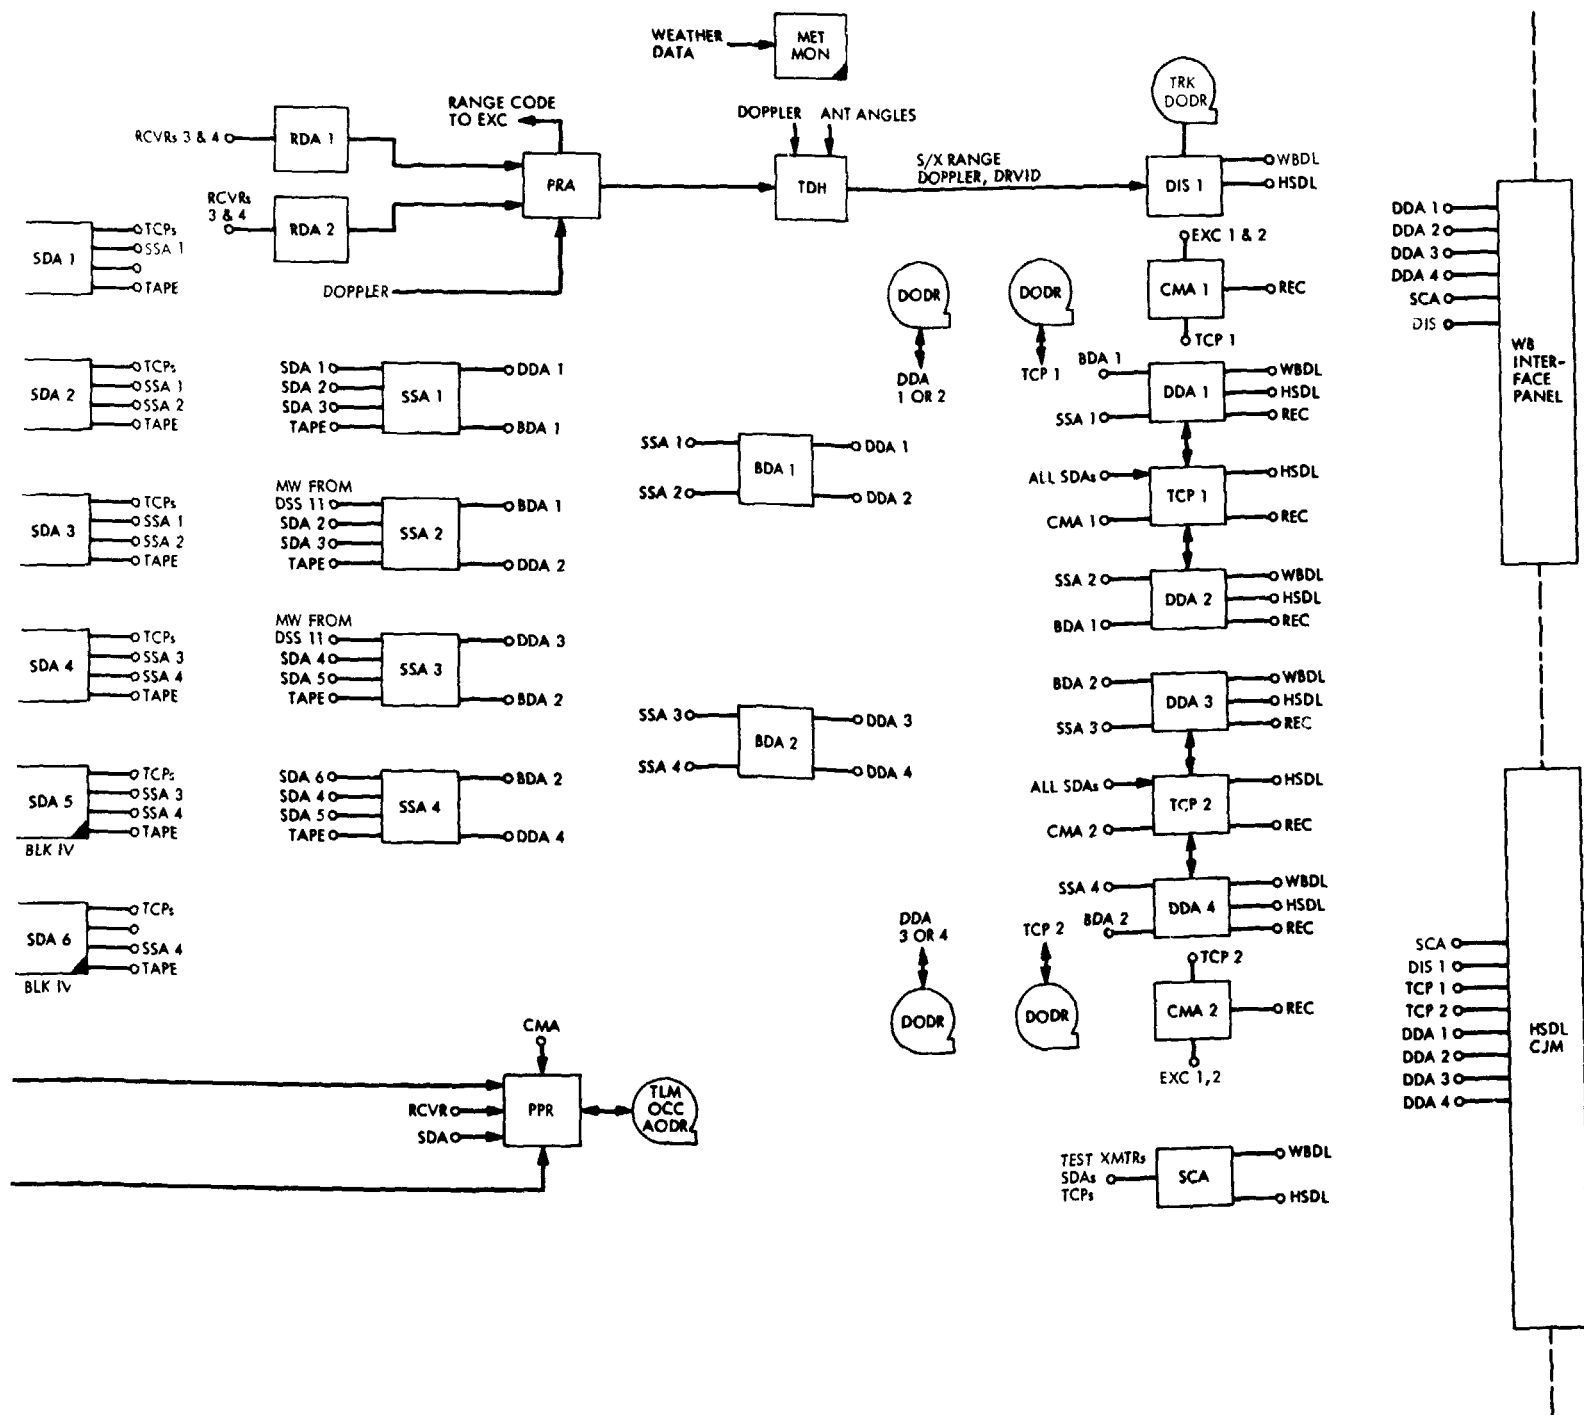 WEATHER
DATA
MET
MON
RANGE CODE
TO EXC
DOPPLER
ANT ANGLES
TRK
DODR
RCVRs 3 & 4
RDA 1
PRA
TDH
S/X RANGE
DOPPLER, DRVID
DIS 1
WBDL
HSDL
RCVRs
3 & 4
RDA 2
DOPPLER
SDA 1
TCPs
SSA 1
TAPE
SDA 2
TCPs
SSA 1
SSA 2
TAPE
SDA 3
TCPs
SSA 1
SSA 2
TAPE
SDA 4
TCPs
SSA 3
SSA 4
TAPE
SDA 5
TCPs
SSA 3
SSA 4
TAPE
BLK IV
SDA 6
TCPs
SSA 4
TAPE
BLK IV
SDA 1
SDA 2
SDA 3
TAPE
SSA 1
DDA 1
BDA 1
MW FROM
DSS 11
SDA 2
SDA 3
TAPE
SSA 2
BDA 1
DDA 2
MW FROM
DSS 11
SDA 4
SDA 5
TAPE
SSA 3
DDA 3
BDA 2
SDA 6
SDA 4
SDA 5
TAPE
SSA 4
BDA 2
DDA 4
SSA 1
SSA 2
BDA 1
DDA 1
DDA 2
SSA 3
SSA 4
BDA 2
DDA 3
DDA 4
DODR
DDA
1 OR 2
DODR
TCP 1
EXC 1 & 2
CMA 1
REC
TCP 1
BDA 1
SSA 1
DDA 1
WBDL
HSDL
REC
ALL SDAs
CMA 1
TCP 1
HSDL
REC
SSA 2
BDA 1
DDA 2
WBDL
HSDL
REC
BDA 2
SSA 3
DDA 3
WBDL
HSDL
REC
ALL SDAs
CMA 2
TCP 2
HSDL
REC
SSA 4
BDA 2
DDA 4
WBDL
HSDL
REC
DDA
3 OR 4
DODR
TCP 2
DODR
TCP 2
CMA 2
REC
EXC 1,2
CMA
RCVR
SDA
PPR
TLM
OCC
AODR
TEST XMTRs
SDAs
TCPs
SCA
WBDL
HSDL
DDA 1
DDA 2
DDA 3
DDA 4
SCA
DIS
WB
INTER-
FACE
PANEL
SCA
DIS 1
TCP 1
TCP 2
DDA 1
DDA 2
DDA 3
DDA 4
HSDL
CJM